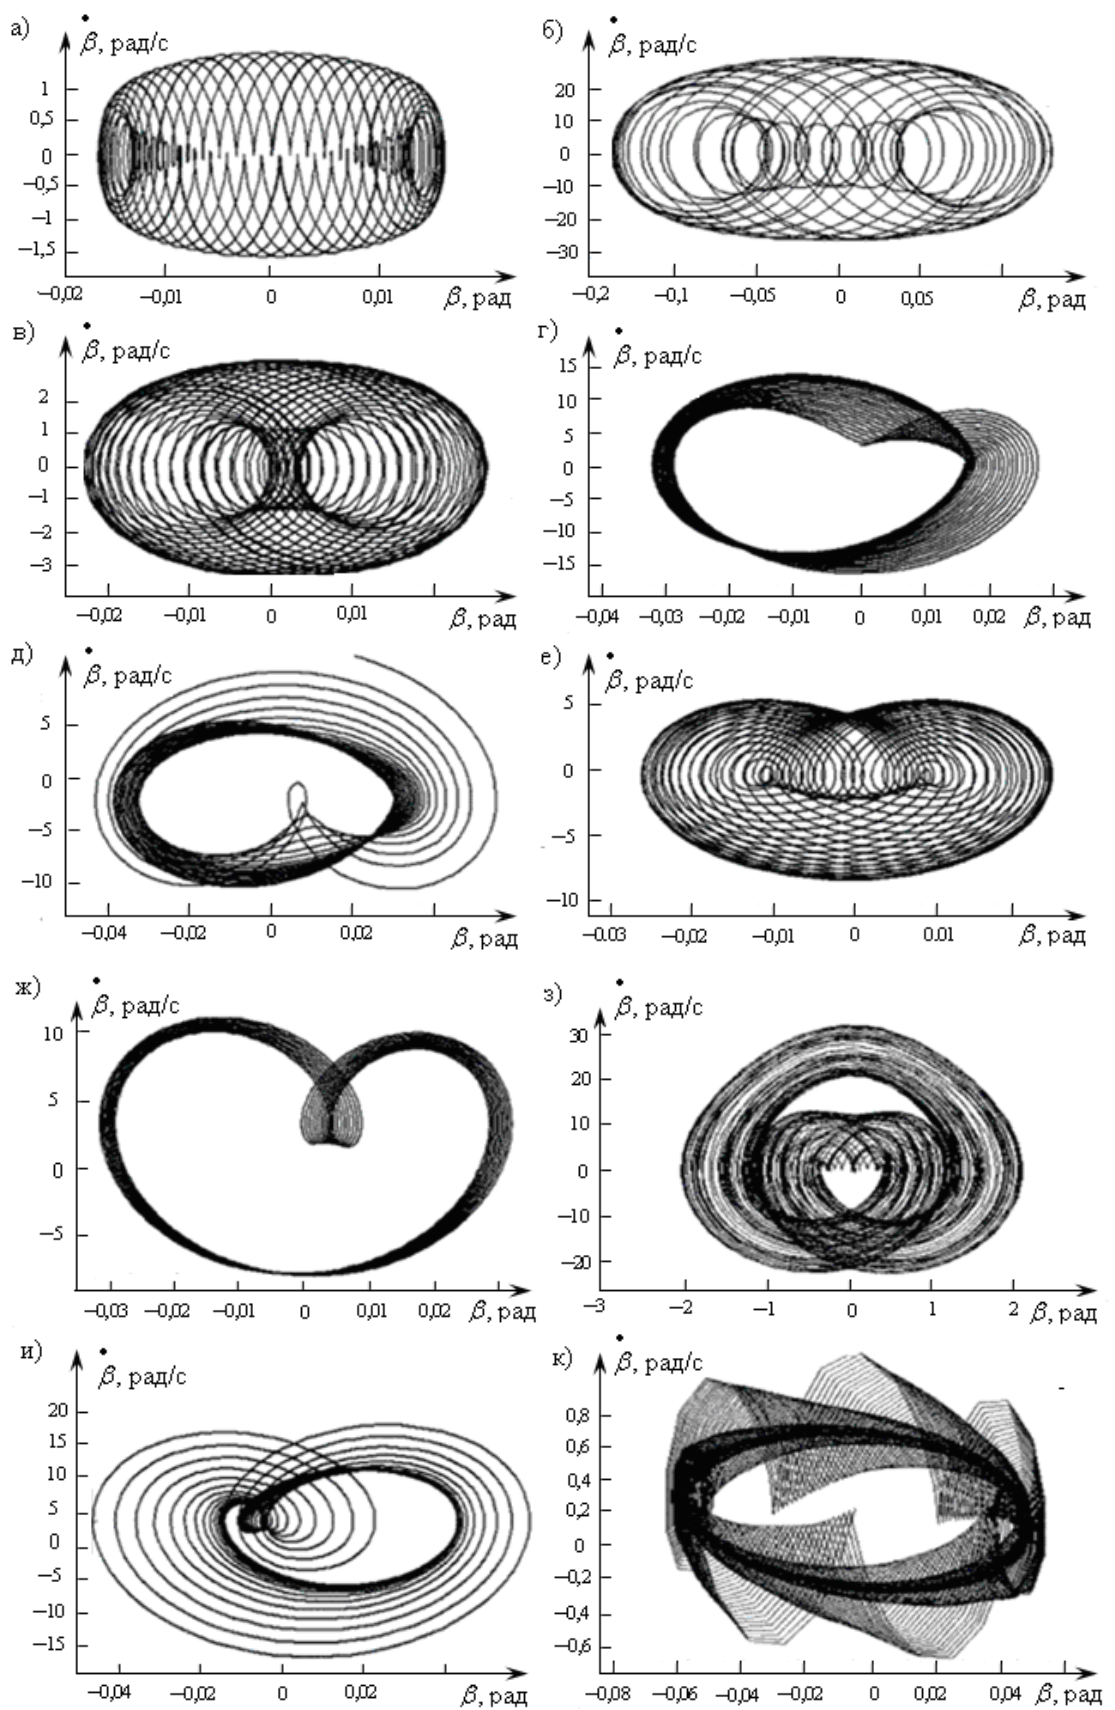 а)
β̇, рад/с
1
0,5
0
–0,5
–1
–1,5
–0,02 –0,01 0 0,01 β, рад
б)
β̇, рад/с
20
10
0
–10
–20
–30
–0,2 –0,1 –0,05 0 0,05 β, рад
в)
β̇, рад/с
2
1
0
–1
–2
–3
–0,02 –0,01 0 0,01 β, рад
г)
β̇, рад/с
15
10
5
0
–5
–10
–15
–0,04 –0,03 –0,02 –0,01 0 0,01 0,02 β, рад
д)
β̇, рад/с
5
0
–5
–10
–0,04 –0,02 0 0,02 β, рад
е)
β̇, рад/с
5
0
–5
–10
–0.03 –0,02 –0,01 0 0.01 β, рад
ж)
β̇, рад/с
10
5
0
–5
–0,03 –0,02 –0,01 0 0,01 0,02 β, рад
з)
β̇, рад/с
30
20
10
0
–10
–20
–3 –2 –1 0 1 2 β, рад
и)
β̇, рад/с
20
15
10
5
0
–5
–10
–15
–0,04 –0,02 0 0,02 β, рад
к)
β̇, рад/с
0,8
0,6
0,4
0,2
0
–0,2
–0,4
–0,6
–0,08 –0,06 –0,04 –0,02 0 0,02 0,04 β, рад